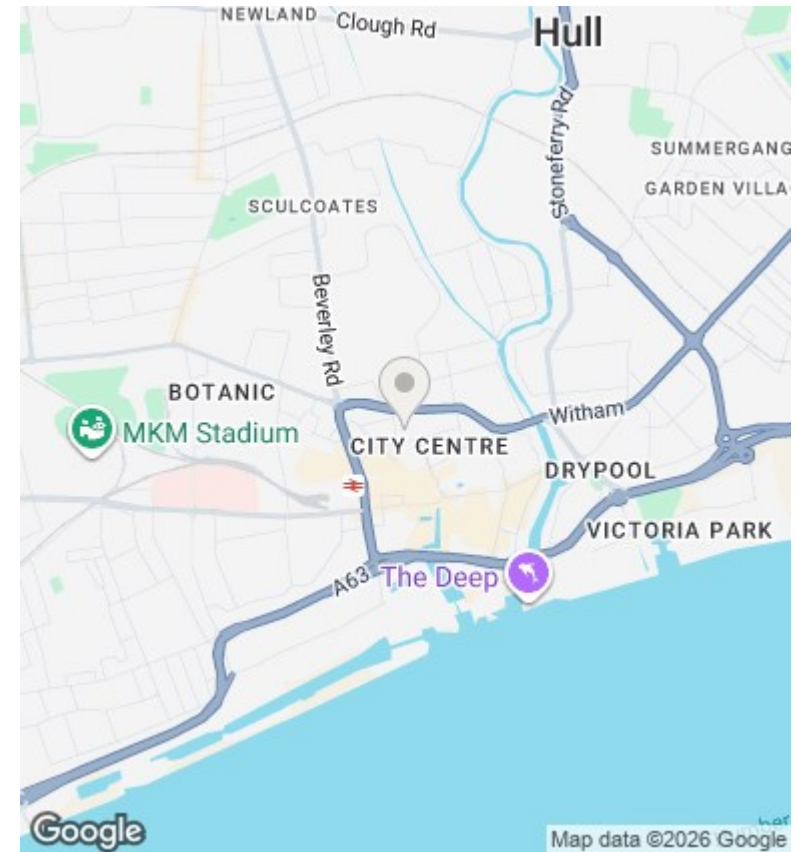 NEWLAND
Clough Rd
Hull
Stoneferry Rd
SUMMERGANG
GARDEN VILLA
SCULCOATES
Beverley Rd
BOTANIC
MKM Stadium
Witham
CITY CENTRE
DRYPOOL
VICTORIA PARK
The Deep
A63
Google
Map data ©2026 Google